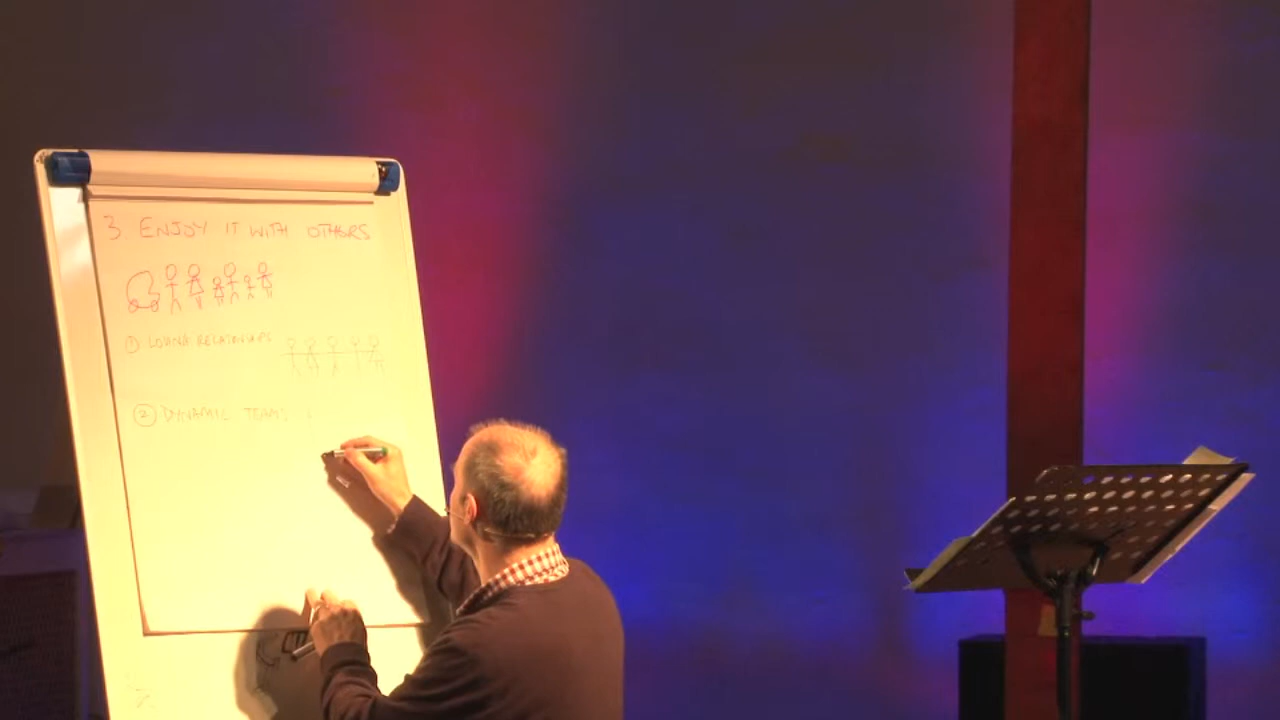 3. ENJOY IT WITH OTHERS
① LOVING RELATIONSHIPS
② DYNAMIC TEAMS